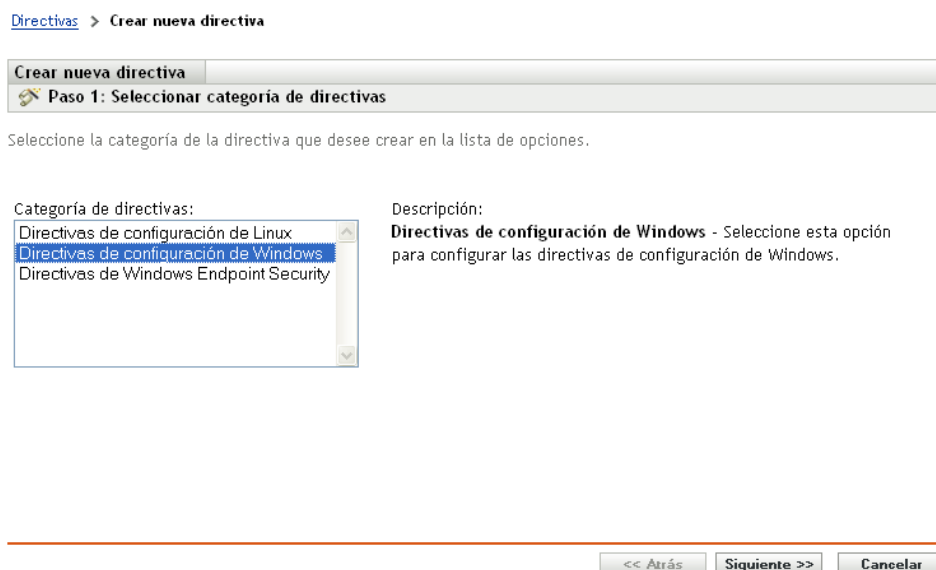 Directivas > Crear nueva directiva
Crear nueva directiva
Paso 1: Seleccionar categoría de directivas
Seleccione la categoría de la directiva que desee crear en la lista de opciones.
Categoría de directivas:
Directivas de configuración de Linux
Directivas de configuración de Windows
Directivas de Windows Endpoint Security
Descripción:
Directivas de configuración de Windows - Seleccione esta opción
para configurar las directivas de configuración de Windows.
<< Atrás Siguiente >> Cancelar